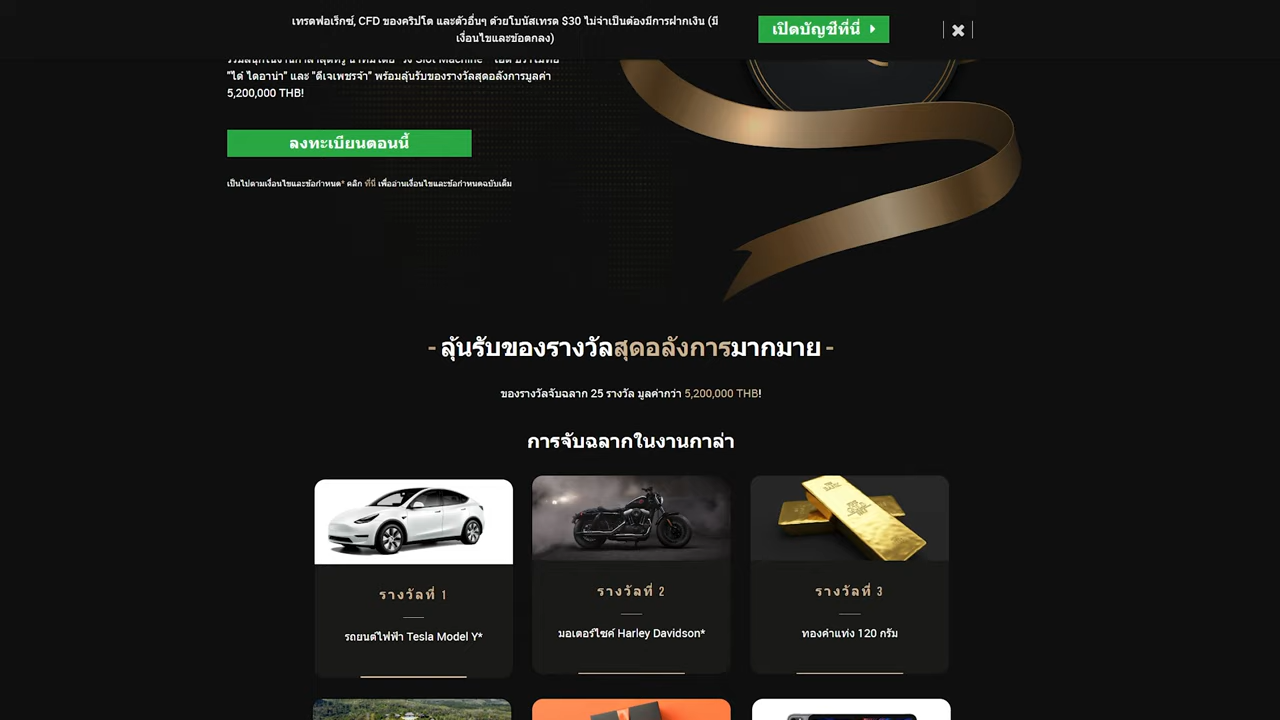 เทรดฟอเร็กซ์, CFD ของคริปโต และตัวอื่นๆ ด้วยโบนัสเทรด $30 ไม่จำเป็นต้องมีการฝากเงิน (มี
เงื่อนไขและข้อตกลง)
เปิดบัญชีที่นี่
"ได๋ ไดอาน่า" และ "ดีเจเพชรจ้า" พร้อมลุ้นรับของรางวัลสุดอลังการมูลค่า
5,200,000 THB!
ลงทะเบียนตอนนี้
เป็นไปตามเงื่อนไขและข้อกำหนด* คลิก ที่นี่ เพื่ออ่านเงื่อนไขและข้อกำหนดฉบับเต็ม
- ลุ้นรับของรางวัลสุดอลังการมากมาย -
ของรางวัลจับฉลาก 25 รางวัล มูลค่ากว่า 5,200,000 THB!
การจับฉลากในงานกาล่า
รางวัลที่ 1
รถยนต์ไฟฟ้า Tesla Model Y*
รางวัลที่ 2
มอเตอร์ไซค์ Harley Davidson*
รางวัลที่ 3
ทองคำแท่ง 120 กรัม